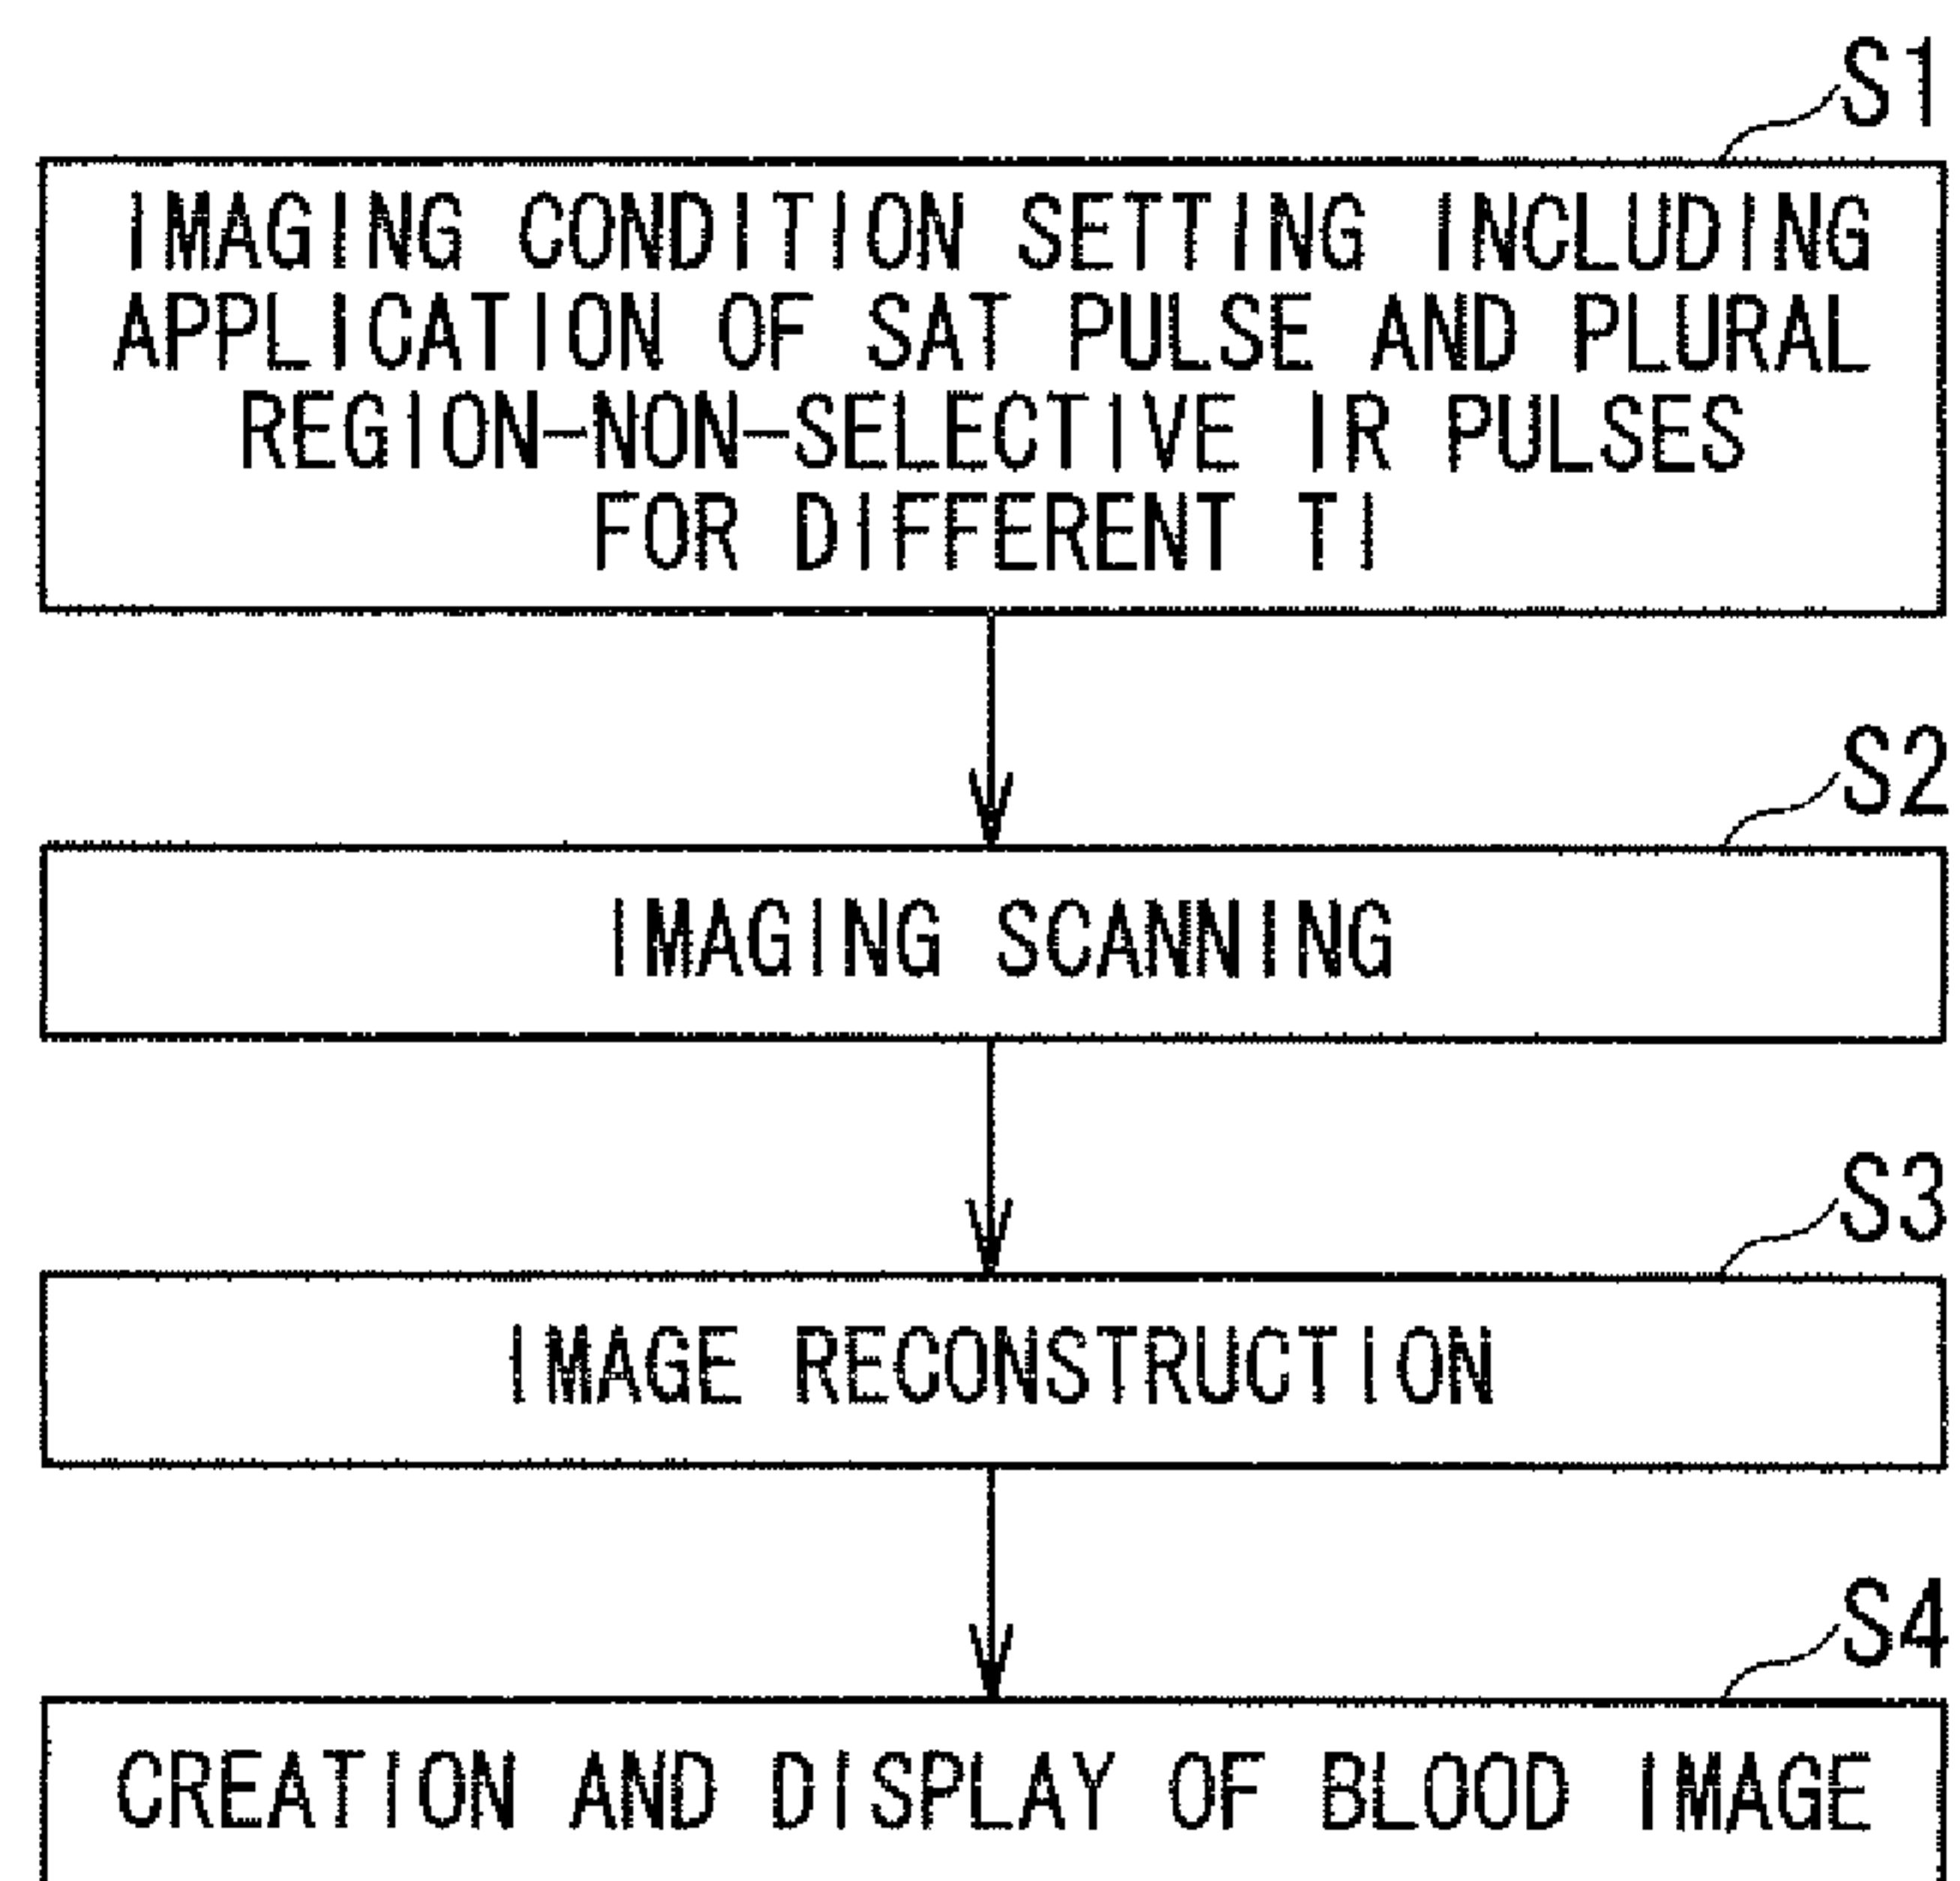 S1
IMAGING CONDITION SETTING INCLUDING
APPLICATION OF SAT PULSE AND PLURAL
REGION-NON-SELECTIVE IR PULSES
FOR DIFFERENT TI
S2
IMAGING SCANNING
S3
IMAGE RECONSTRUCTION
S4
CREATION AND DISPLAY OF BLOOD IMAGE